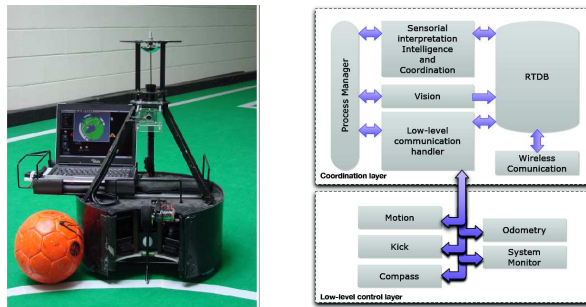 Process Manager
Sensorial
interpretation
Intelligence
and
Coordination
Vision
Low-level
communication
handler
RTDB
Wireless
Comunication
Coordination layer
Motion
Kick
Compass
Odometry
System
Monitor
Low-level control layer